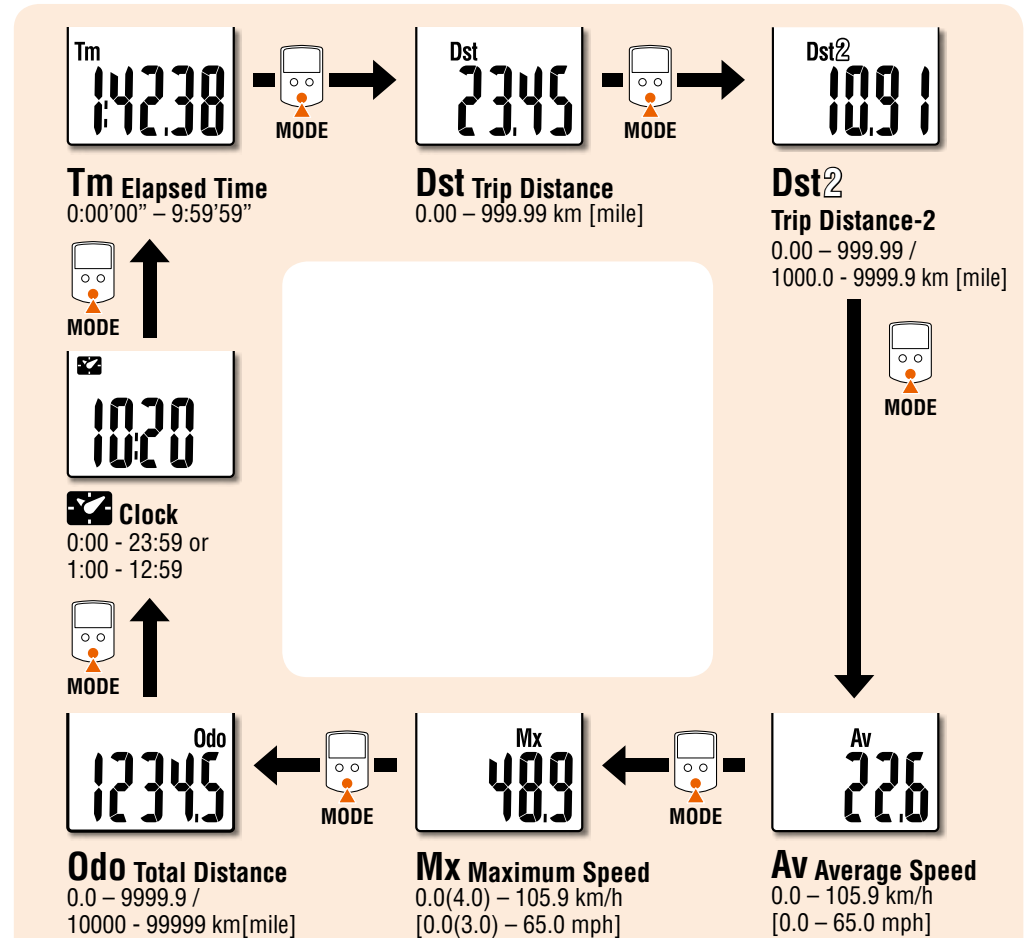 Tm
1:42.38
MODE
Dst
23.45
MODE
Dst2
10.91
Tm Elapsed Time
0:00'00” – 9:59'59”
Dst Trip Distance
0.00 – 999.99 km [mile]
Dst2
Trip Distance-2
0.00 – 999.99 /
1000.0 - 9999.9 km [mile]
MODE
MODE
10:20
Clock
0:00 - 23:59 or
1:00 - 12:59
MODE
Odo
1234.5
MODE
Mx
48.9
MODE
Av
22.6
Odo Total Distance
0.0 – 9999.9 /
10000 - 99999 km[mile]
Mx Maximum Speed
0.0(4.0) – 105.9 km/h
[0.0(3.0) – 65.0 mph]
Av Average Speed
0.0 – 105.9 km/h
[0.0 – 65.0 mph]